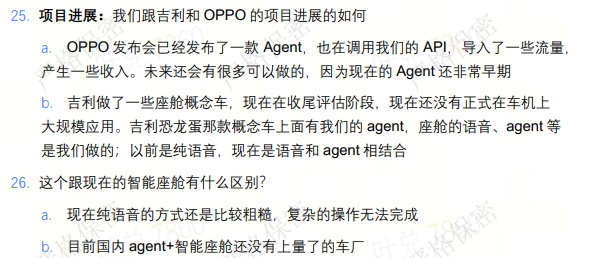 25. 项目进展：我们跟吉利和 OPPO 的项目进展的如何
a. OPPO 发布会已经发布了一款 Agent，也在调用我们的 API，导入了一些流量，
产生一些收入。未来还会有很多可以做的，因为现在的 Agent 还非常早期
b. 吉利做了一些座舱概念车，现在在收尾评估阶段，现在还没有正式在车机上
大规模应用。吉利恐龙蛋那款概念车上面有我们的 agent，座舱的语音、agent 等
是我们做的；以前是纯语音，现在是语音和 agent 相结合
26. 这个跟现在的智能座舱有什么区别?
a. 现在纯语音的方式还是比较粗糙，复杂的操作无法完成
b. 目前国内 agent+智能座舱还没有上量了的车厂